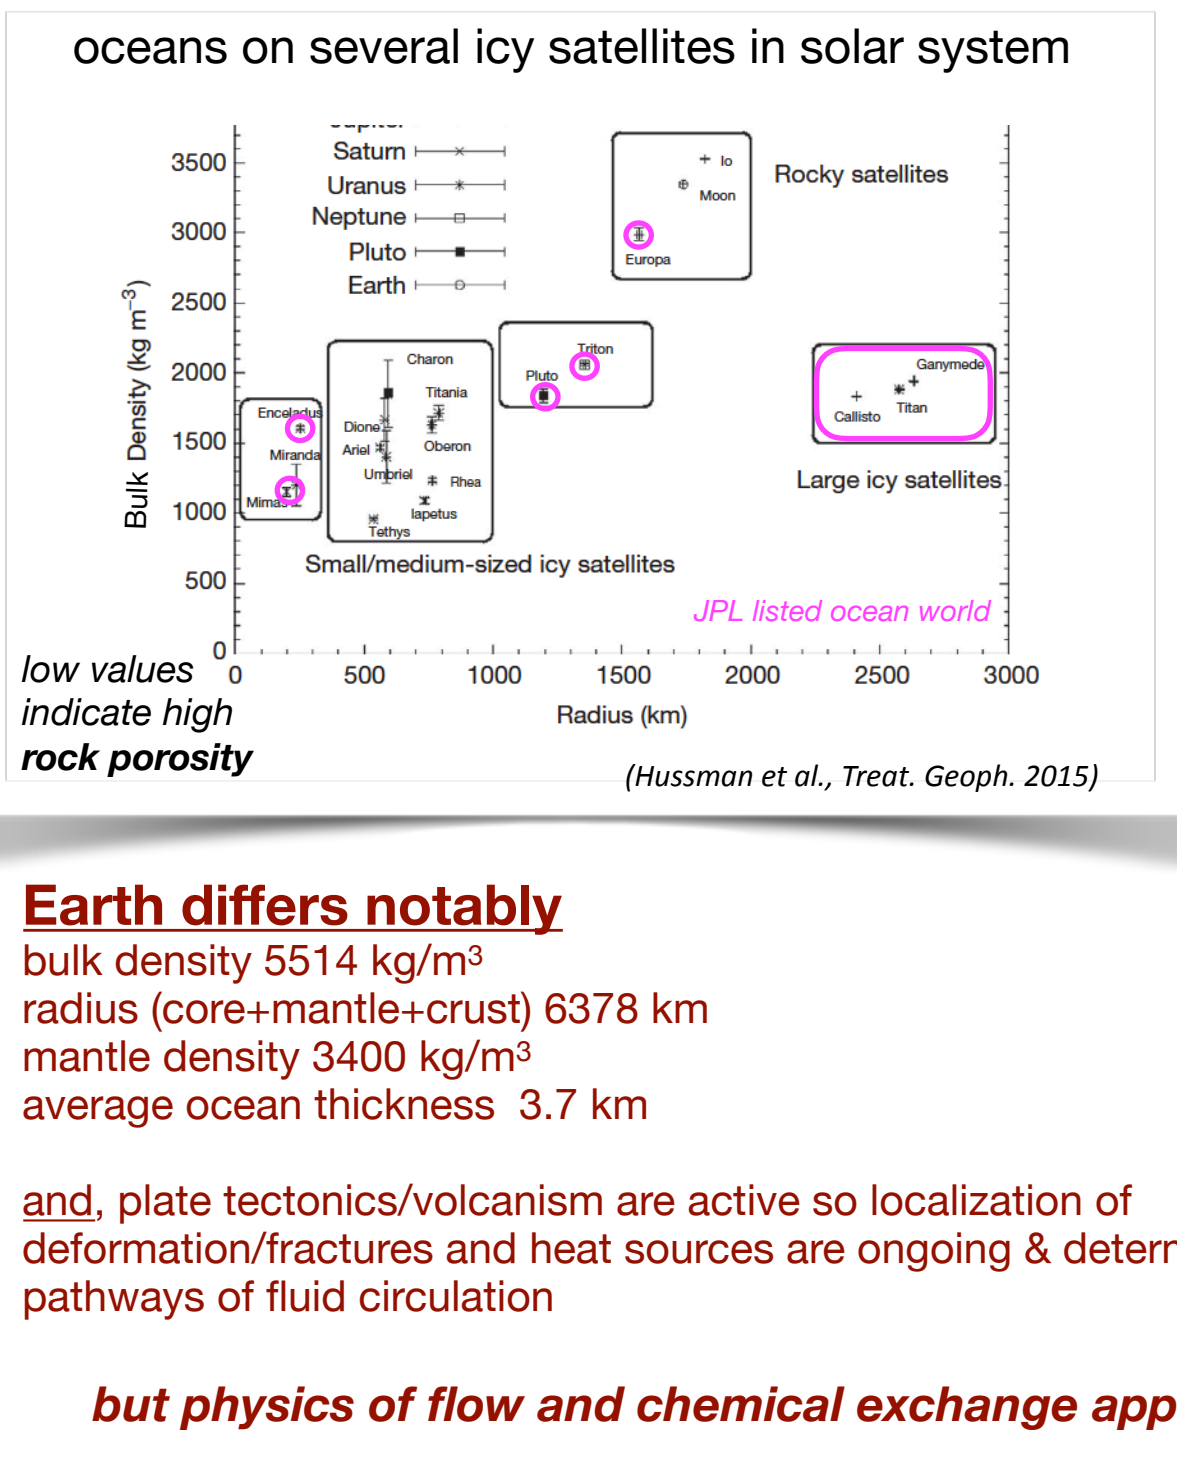 oceans on several icy satellites in solar system
Saturn
Uranus
Neptune
Pluto
Earth
Io
Moon
Europa
Rocky satellites
Bulk Density (kg m−3)
3500
3000
2500
2000
1500
1000
500
0
Enceladus
Miranda
Mimas
Charon
Titania
Dione
Ariel
Oberon
Umbriel
Rhea
Iapetus
Tethys
Small/medium-sized icy satellites
Triton
Pluto
Ganymede
Titan
Callisto
Large icy satellites
JPL listed ocean world
0 500 1000 1500 2000 2500 3000
Radius (km)
low values
indicate high
rock porosity
(Hussman et al., Treat. Geoph. 2015)
Earth differs notably
bulk density 5514 kg/m³
radius (core+mantle+crust) 6378 km
mantle density 3400 kg/m³
average ocean thickness 3.7 km
and, plate tectonics/volcanism are active so localization of
deformation/fractures and heat sources are ongoing &
pathways of fluid circulation
but physics of flow and chemical exchange